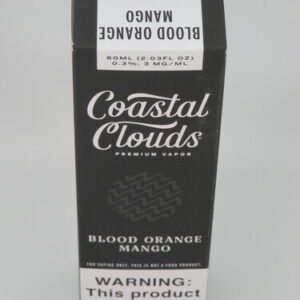 BLOOD ORANGE
MANGO
60ML (2.03FL OZ)
0.3%, 3 MG/ML
Coastal
Clouds
PREMIUM VAPOR
BLOOD ORANGE
MANGO
FOR VAPING ONLY. THIS IS NOT A FOOD PRODUCT.
WARNING:
This product